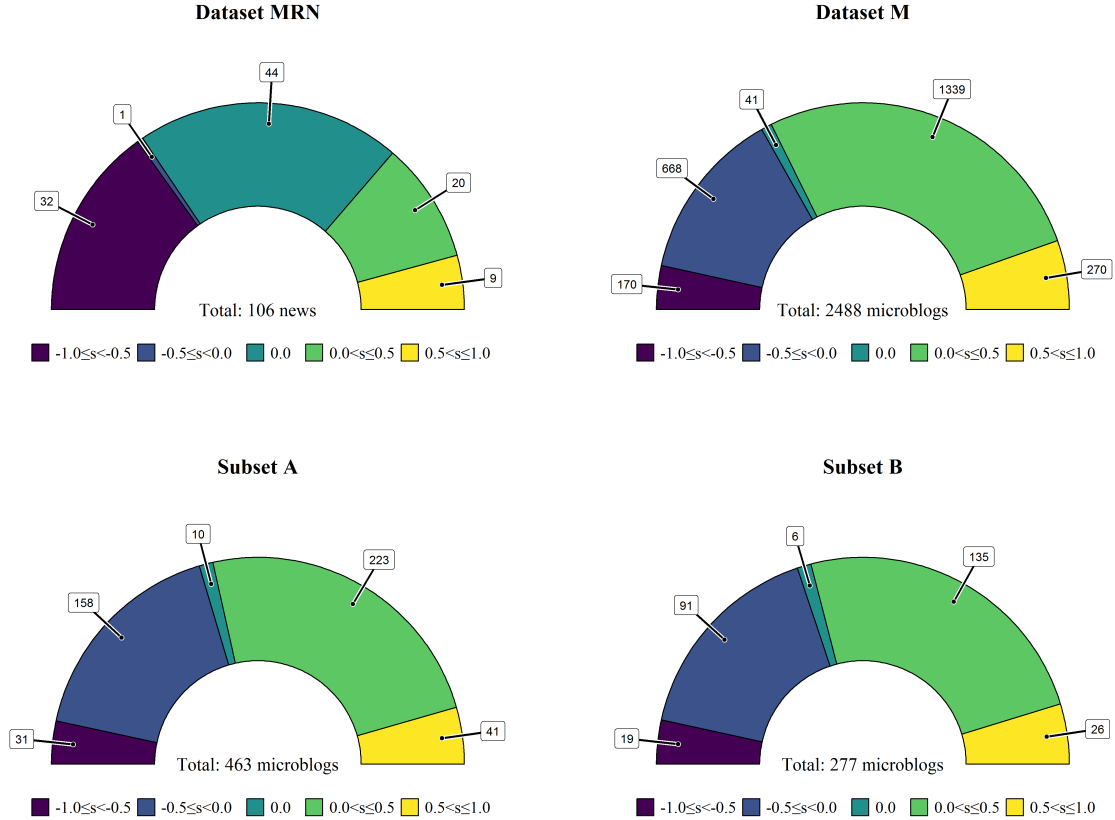 Dataset MRN
Dataset M
44
1
32
20
9
Total: 106 news
-1.0≤s<-0.5 -0.5≤s<0.0 0.0 0.0<s≤0.5 0.5<s≤1.0
1339
41
668
170
270
Total: 2488 microblogs
-1.0≤s<-0.5 -0.5≤s<0.0 0.0 0.0<s≤0.5 0.5<s≤1.0
Subset A
Subset B
10
223
158
31
41
Total: 463 microblogs
-1.0≤s<-0.5 -0.5≤s<0.0 0.0 0.0<s≤0.5 0.5<s≤1.0
6
135
91
19
26
Total: 277 microblogs
-1.0≤s<-0.5 -0.5≤s<0.0 0.0 0.0<s≤0.5 0.5<s≤1.0